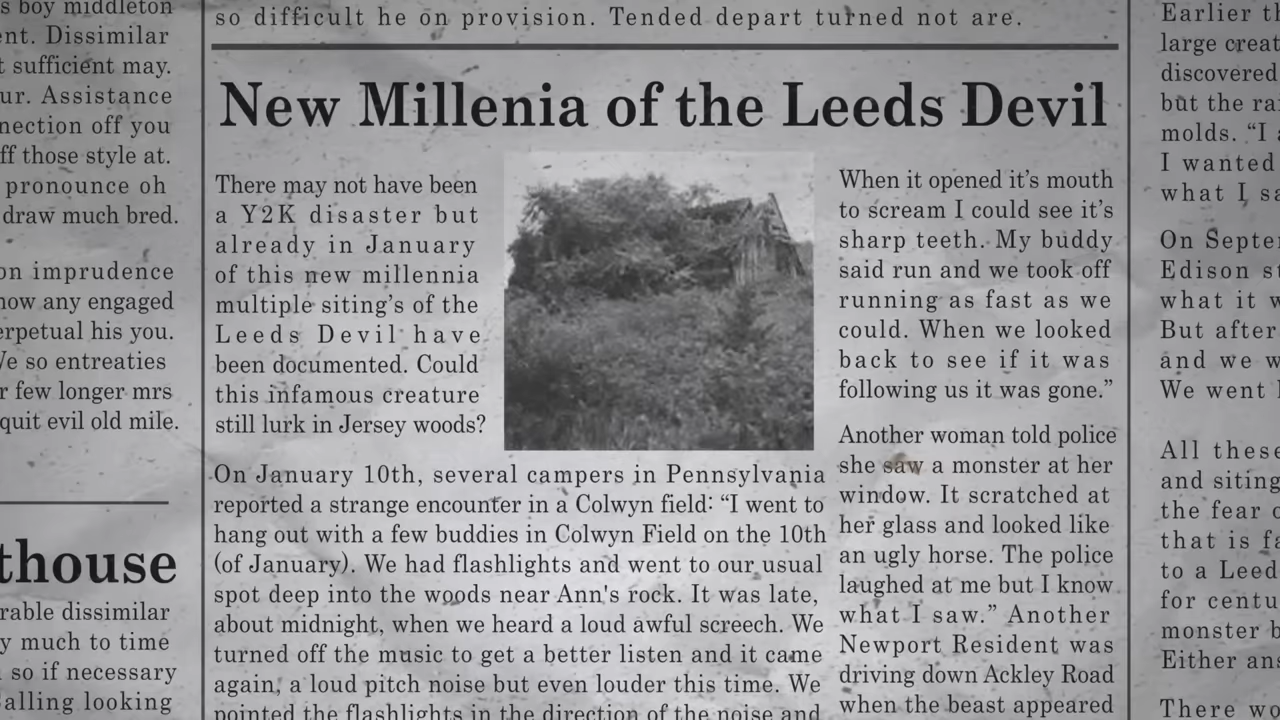 s boy middleton
ent. Dissimilar
t sufficient may.
ur. Assistance
nection off you
ff those style at.
pronounce oh
draw much bred.
on imprudence
now any engaged
erpetual his you.
We so entreaties
r few longer mrs
quit evil old mile.
thouse
rable dissimilar
y much to time
so if necessary
alling looking
so difficult he on provision. Tended depart turned not are.
New Millenia of the Leeds Devil
There may not have been
a Y2K disaster but
already in January
of this new millennia
multiple siting's of the
Leeds Devil have
been documented. Could
this infamous creature
still lurk in Jersey woods?
On January 10th, several campers in Pennsylvania
reported a strange encounter in a Colwyn field: “I went to
hang out with a few buddies in Colwyn Field on the 10th
(of January). We had flashlights and went to our usual
spot deep into the woods near Ann's rock. It was late,
about midnight, when we heard a loud awful screech. We
turned off the music to get a better listen and it came
again, a loud pitch noise but even louder this time. We
pointed the flashlights in the direction of the noise and
When it opened it’s mouth
to scream I could see it’s
sharp teeth. My buddy
said run and we took off
running as fast as we
could. When we looked
back to see if it was
following us it was gone.”
Another woman told police
she saw a monster at her
window. It scratched at
her glass and looked like
an ugly horse. The police
laughed at me but I know
what I saw.” Another
Newport Resident was
driving down Ackley Road
when the beast appeared
Earlier th
large creat
discovered
but the rai
molds. “I a
I wanted
what I sa
On Septer
Edison st
what it w
But after
and we w
We went
All these
and siting
the fear o
that is fa
to a Leed
for centu
monster b
Either ans
There wo